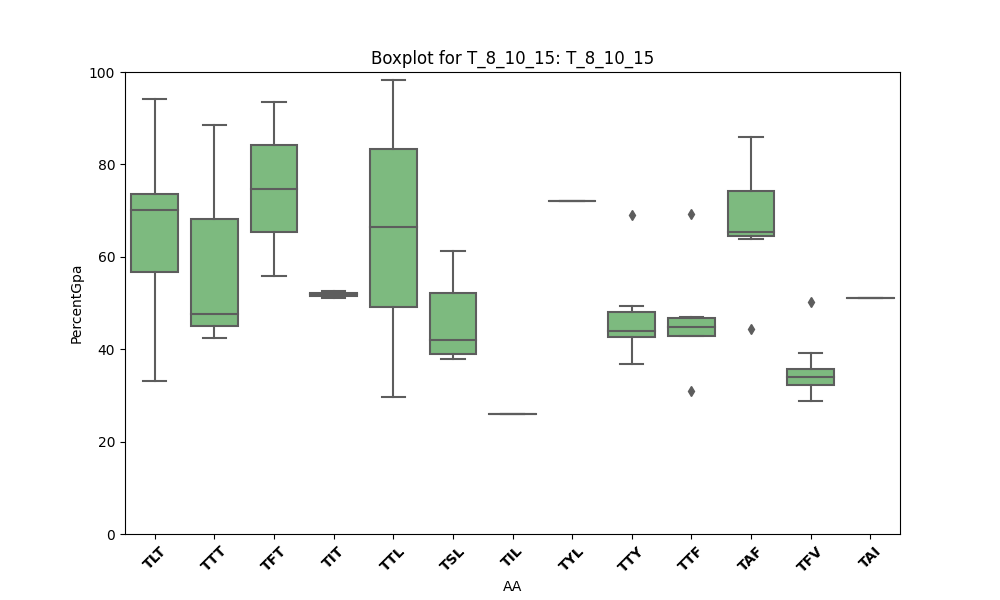 Boxplot for T_8_10_15: T_8_10_15
100
80
60
40
20
0
PercentGpa
TLT TTT TFT TIT TTL TSL TIL TYL TTY TTF TAF TFV TAI
AA